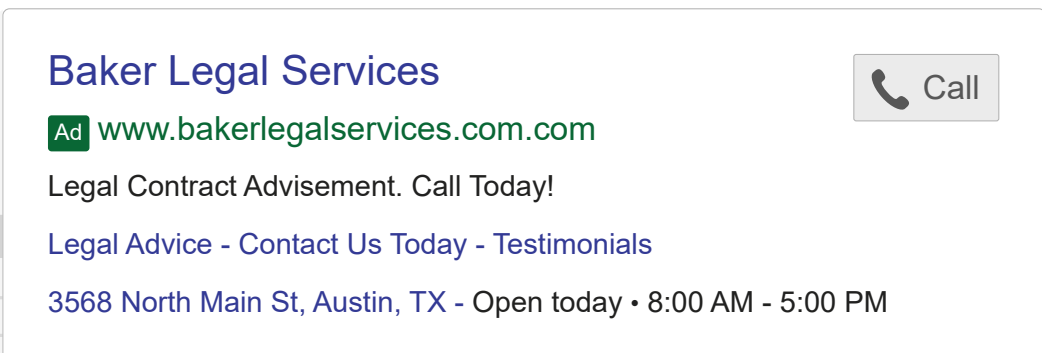 Baker Legal Services
Call
Ad www.bakerlegalservices.com.com
Legal Contract Advisement. Call Today!
Legal Advice - Contact Us Today - Testimonials
3568 North Main St, Austin, TX - Open today • 8:00 AM - 5:00 PM